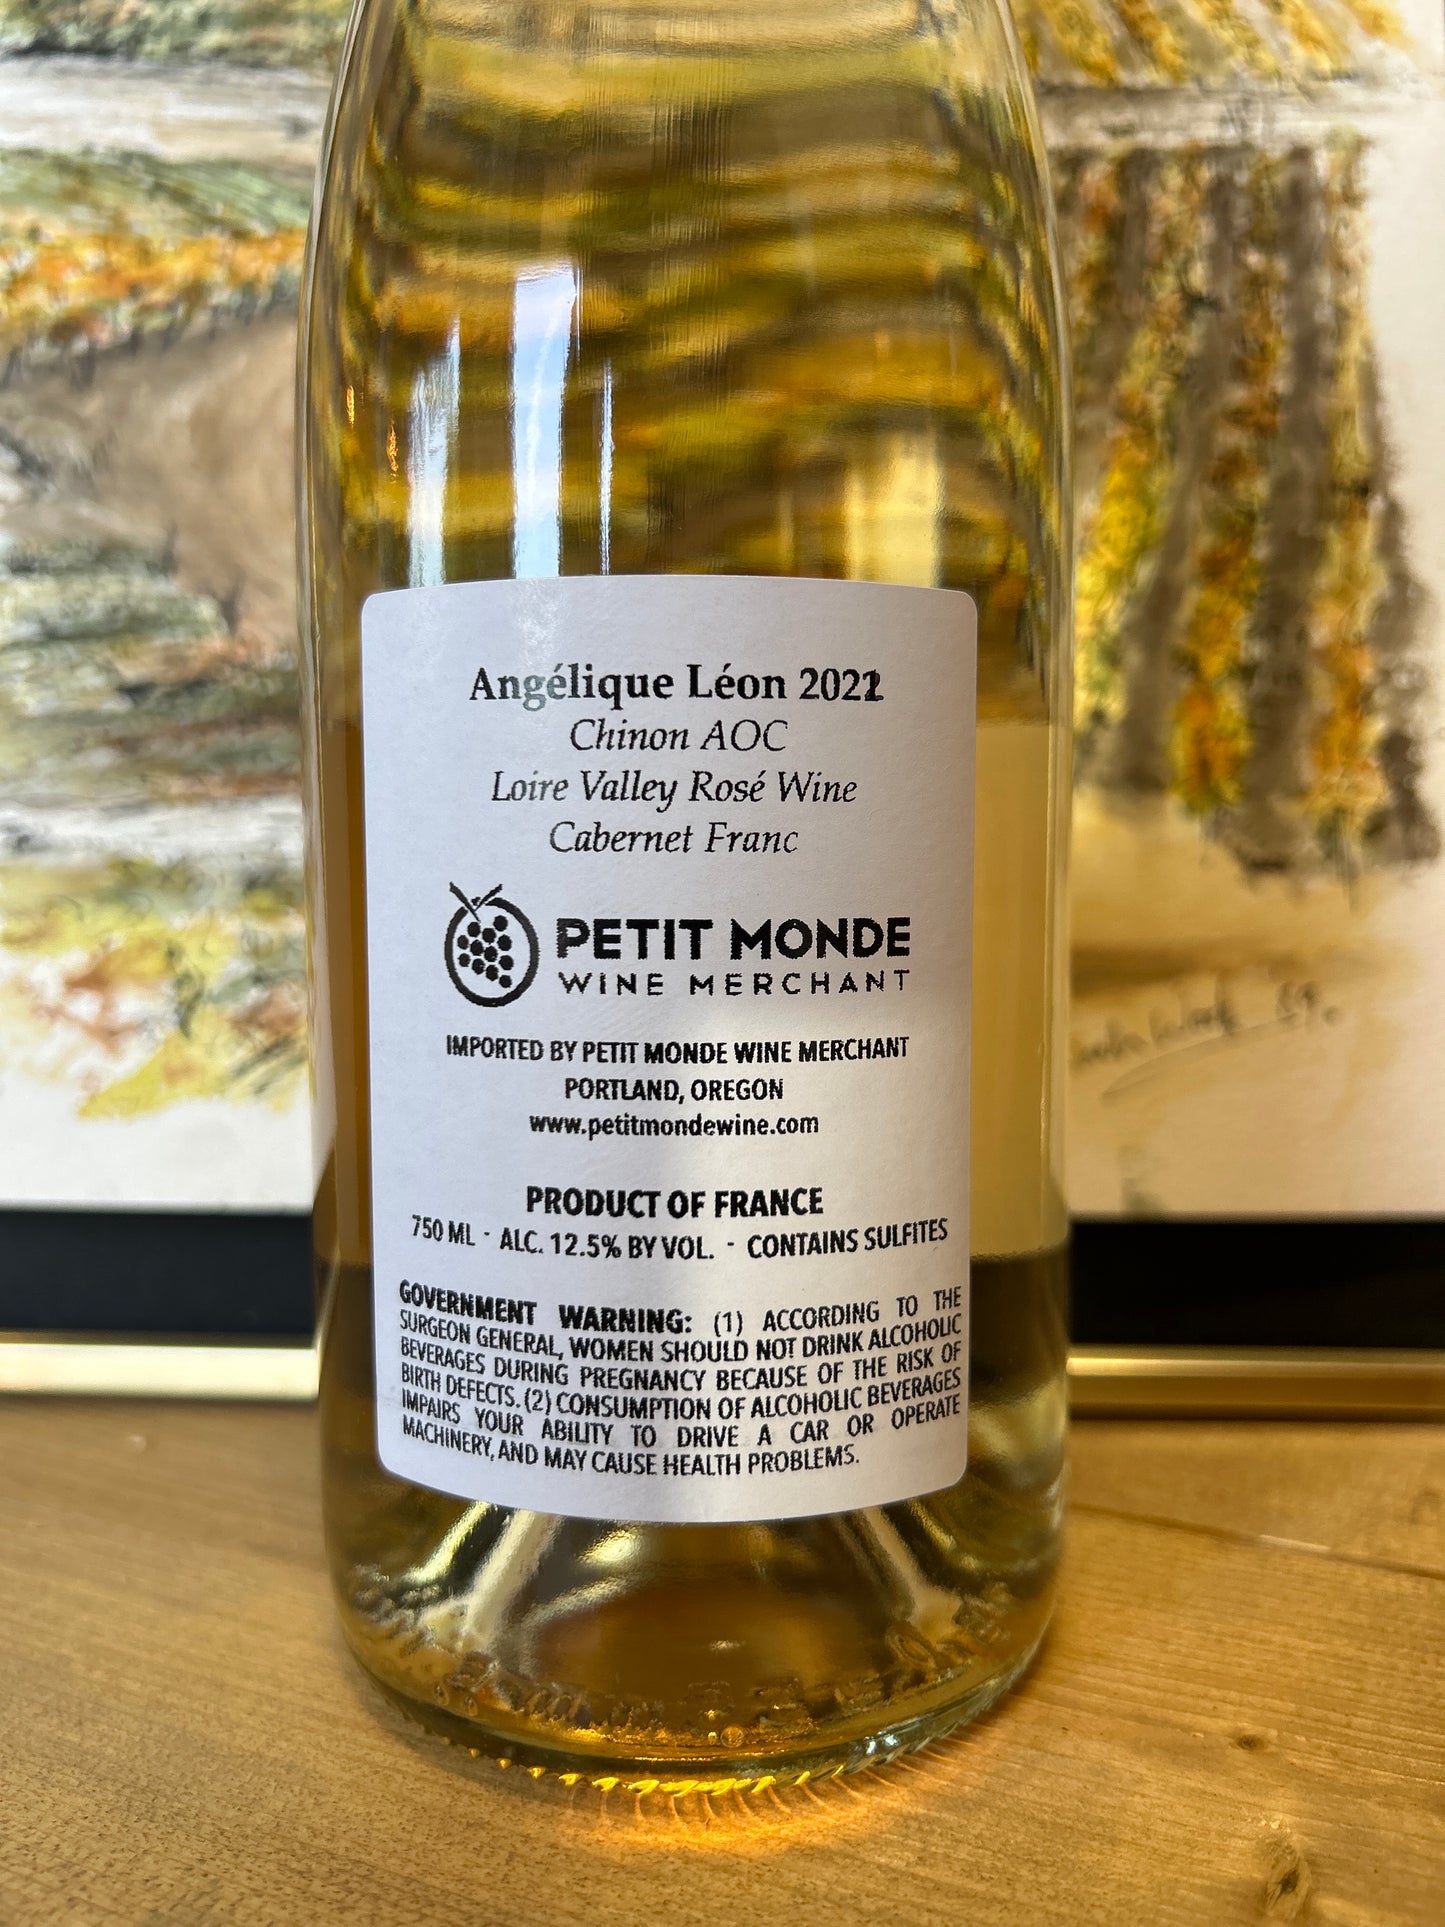 Angélique Léon 2021
Chinon AOC
Loire Valley Rosé Wine
Cabernet Franc
PETIT MONDE
WINE MERCHANT
IMPORTED BY PETIT MONDE WINE MERCHANT
PORTLAND, OREGON
www.petitmondewine.com
PRODUCT OF FRANCE
750 ML - ALC. 12.5% BY VOL. - CONTAINS SULFITES
GOVERNMENT WARNING: (1) ACCORDING TO THE
SURGEON GENERAL, WOMEN SHOULD NOT DRINK ALCOHOLIC
BEVERAGES DURING PREGNANCY BECAUSE OF THE RISK OF
BIRTH DEFECTS. (2) CONSUMPTION OF ALCOHOLIC BEVERAGES
IMPAIRS YOUR ABILITY TO DRIVE A CAR OR OPERATE
MACHINERY, AND MAY CAUSE HEALTH PROBLEMS.